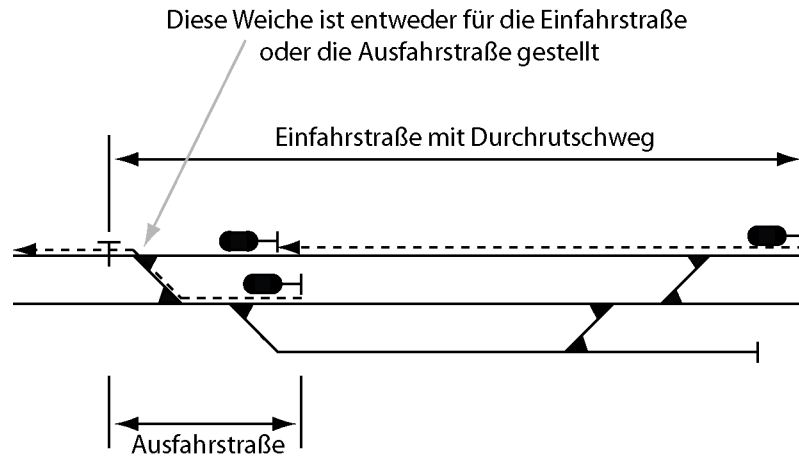 Diese Weiche ist entweder für die Einfahrstraße
oder die Ausfahrstraße gestellt
Einfahrstraße mit Durchrutschweg
Ausfahrstraße